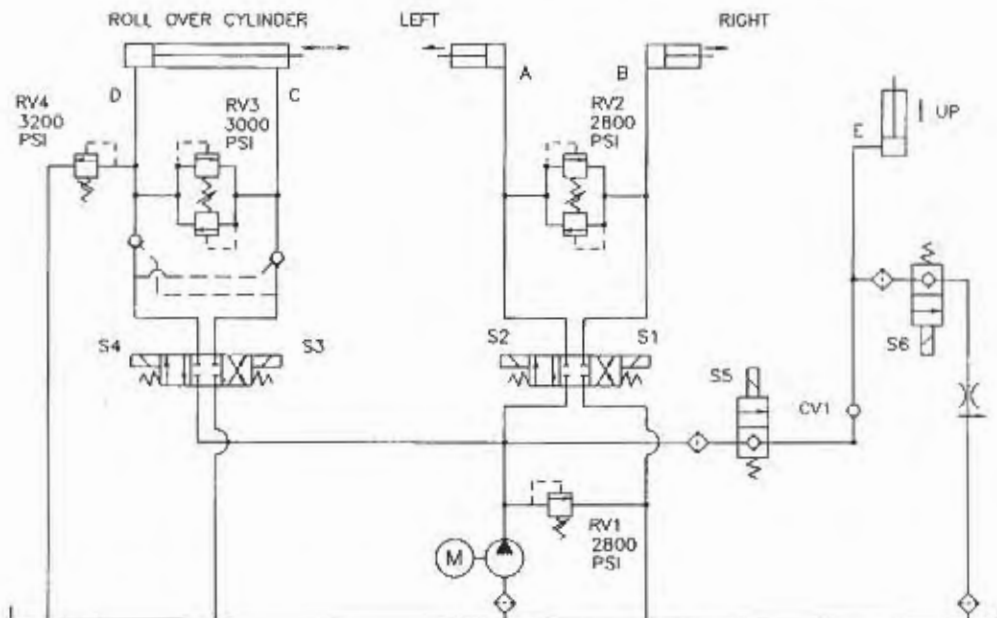 ROLL OVER CYLINDER
LEFT
RIGHT
D
C
A
B
RV4
3200
PSI
RV3
3000
PSI
RV2
2800
PSI
E
UP
S4
S3
S2
S1
S5
S6
CV1
RV1
2800
PSI
M